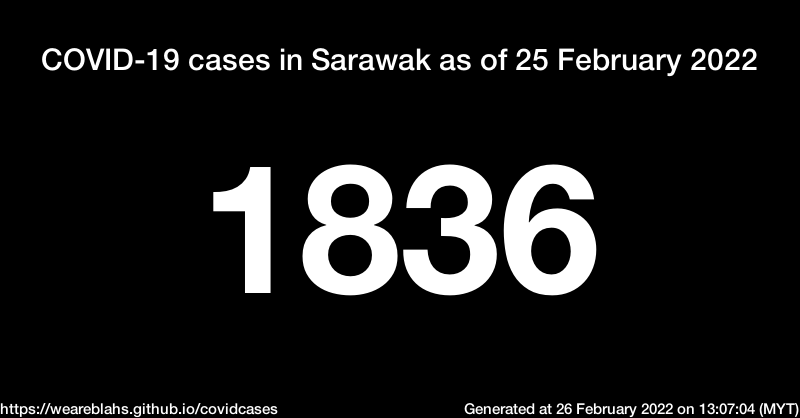 COVID-19 cases in Sarawak as of 25 February 2022
1836
https://weareblahs.github.io/covidcases
Generated at 26 February 2022 on 13:07:04 (MYT)